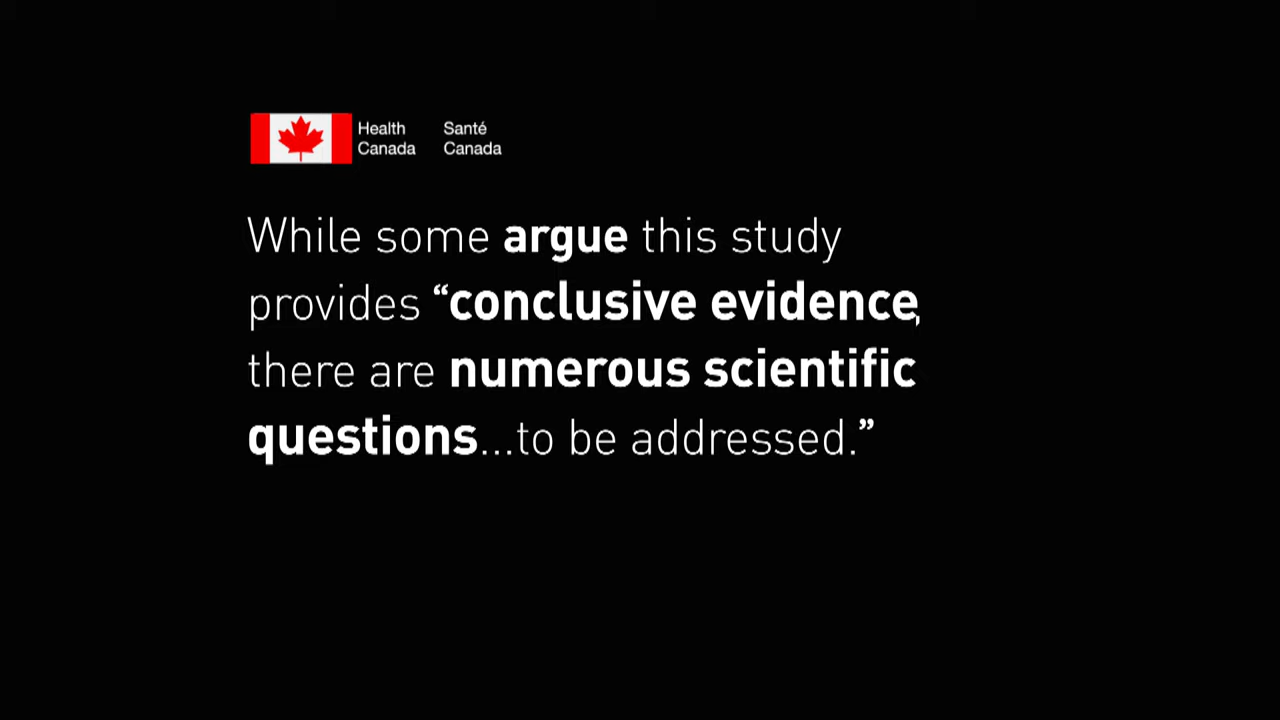 Health Santé
Canada Canada
While some argue this study
provides “conclusive evidence,
there are numerous scientific
questions...to be addressed.”